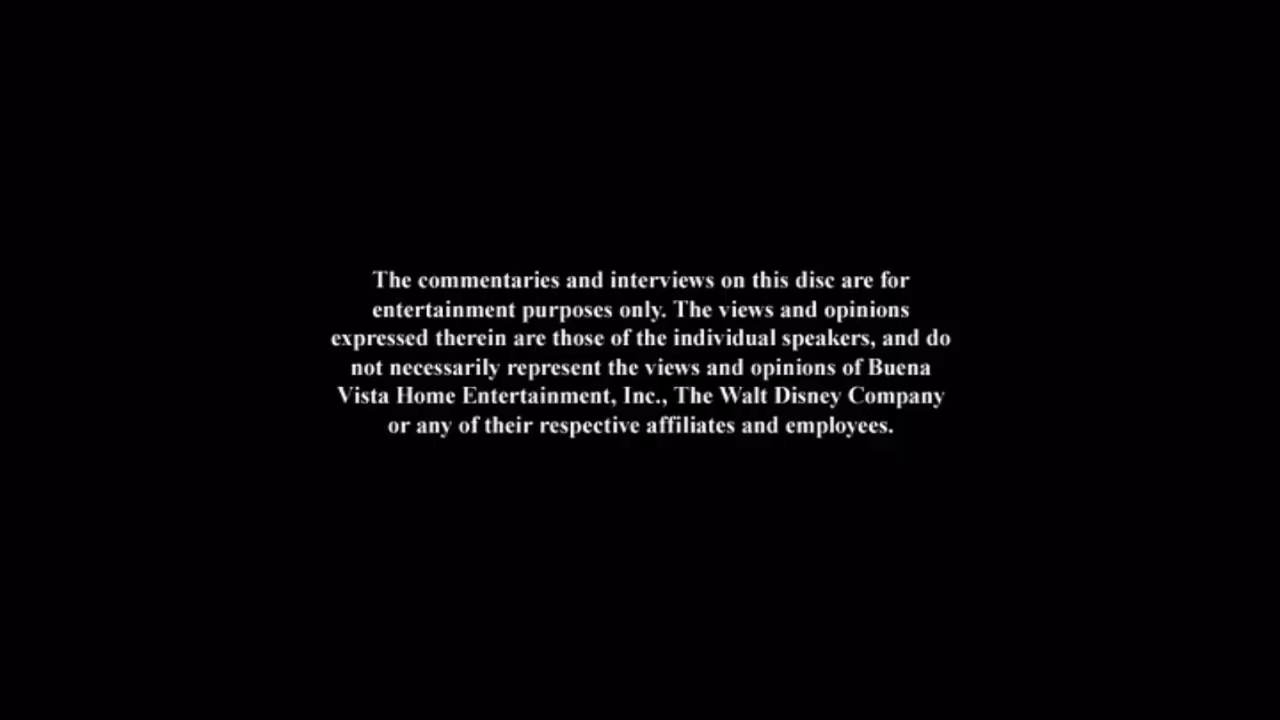 The commentaries and interviews on this disc are for
entertainment purposes only. The views and opinions
expressed therein are those of the individual speakers, and do
not necessarily represent the views and opinions of Buena
Vista Home Entertainment, Inc., The Walt Disney Company
or any of their respective affiliates and employees.